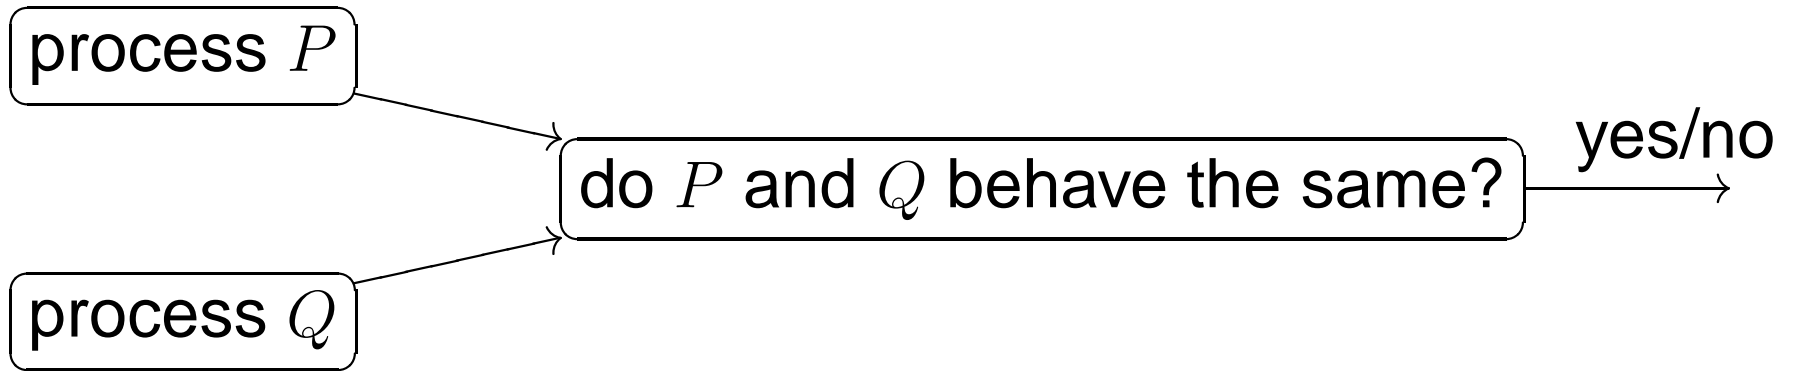 process P
yes/no
do P and Q behave the same?
process Q